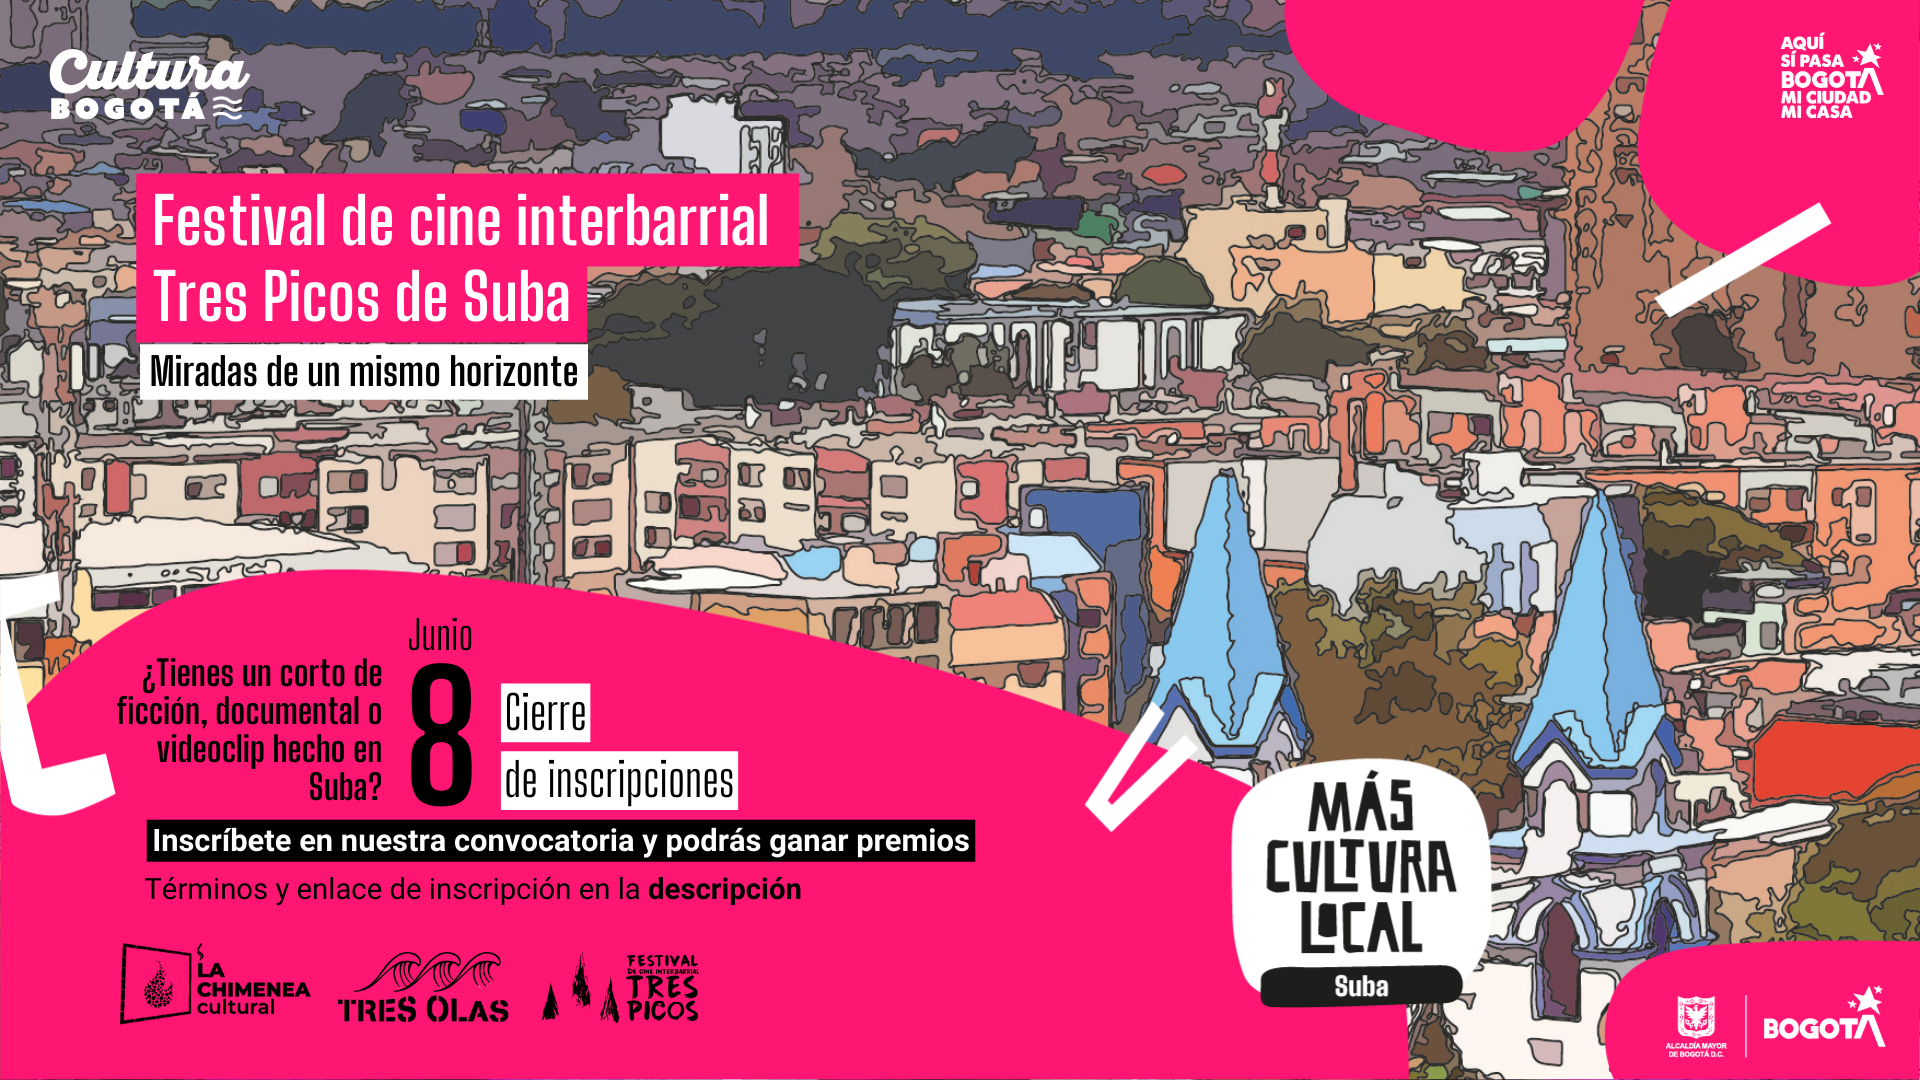 Cultura
BOGOTÁ
AQUÍ
SÍ PASA
BOGOTÁ
MI CIUDAD
MI CASA
Festival de cine interbarrial
Tres Picos de Suba
Miradas de un mismo horizonte
¿Tienes un corto de
ficción, documental o
videoclip hecho en
Suba?
Junio
8
Cierre
de inscripciones
Inscríbete en nuestra convocatoria y podrás ganar premios
Términos y enlace de inscripción en la descripción
LA
CHIMENEA
cultural
TRES OLAS
FESTIVAL
DE CINE INTERBARRIAL
TRES
PICOS
MÁS
CULTURA
LOCAL
Suba
ALCALDÍA MAYOR
DE BOGOTÁ D.C.
BOGOTÁ